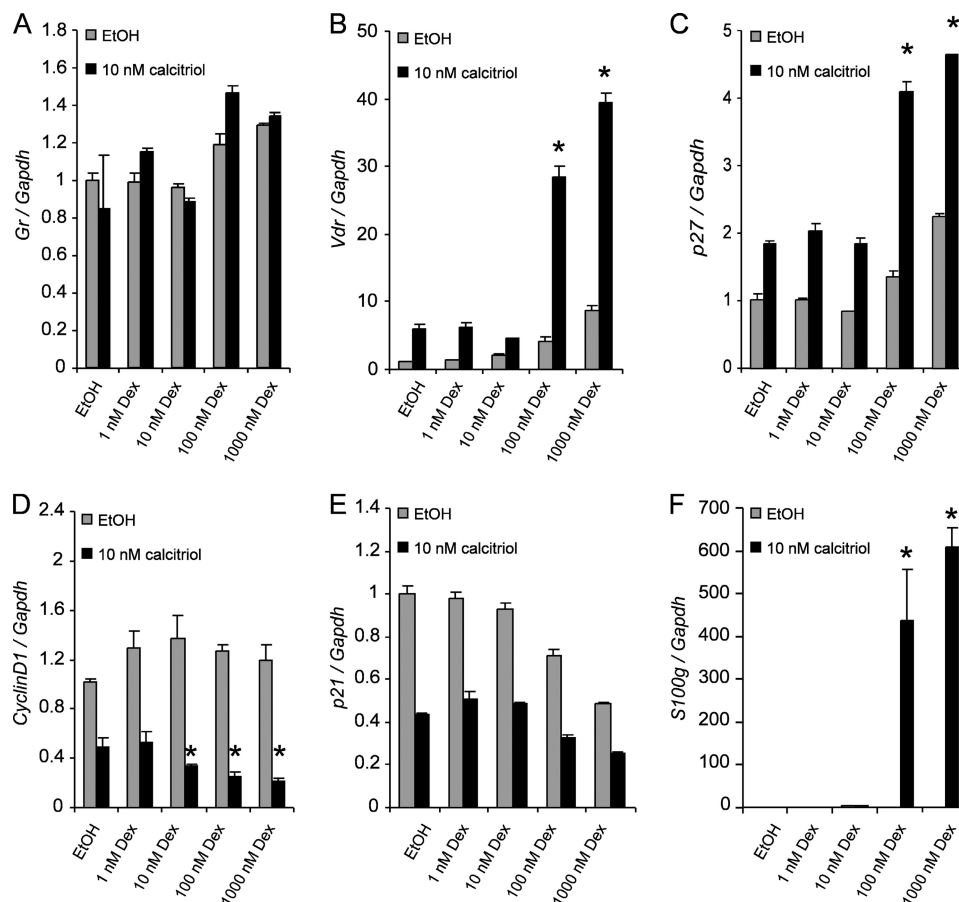 A
Gr / Gapdh
EtOH
10 nM calcitriol
1.8
1.6
1.4
1.2
1
0.8
0.6
0.4
0.2
0
EtOH
1 nM Dex
10 nM Dex
100 nM Dex
1000 nM Dex
B
Vdr / Gapdh
EtOH
10 nM calcitriol
50
40
30
20
10
0
*
*
EtOH
1 nM Dex
10 nM Dex
100 nM Dex
1000 nM Dex
C
p27 / Gapdh
EtOH
10 nM calcitriol
5
4
3
2
1
0
*
*
EtOH
1 nM Dex
10 nM Dex
100 nM Dex
1000 nM Dex
D
CyclinD1 / Gapdh
EtOH
10 nM calcitriol
2.4
2
1.6
1.2
0.8
0.4
0
*
*
*
EtOH
1 nM Dex
10 nM Dex
100 nM Dex
1000 nM Dex
E
p21 / Gapdh
EtOH
10 nM calcitriol
1.4
1.2
1
0.8
0.6
0.4
0.2
0
EtOH
1 nM Dex
10 nM Dex
100 nM Dex
1000 nM Dex
F
S100g / Gapdh
EtOH
10 nM calcitriol
700
600
500
400
300
200
100
0
*
*
EtOH
1 nM Dex
10 nM Dex
100 nM Dex
1000 nM Dex